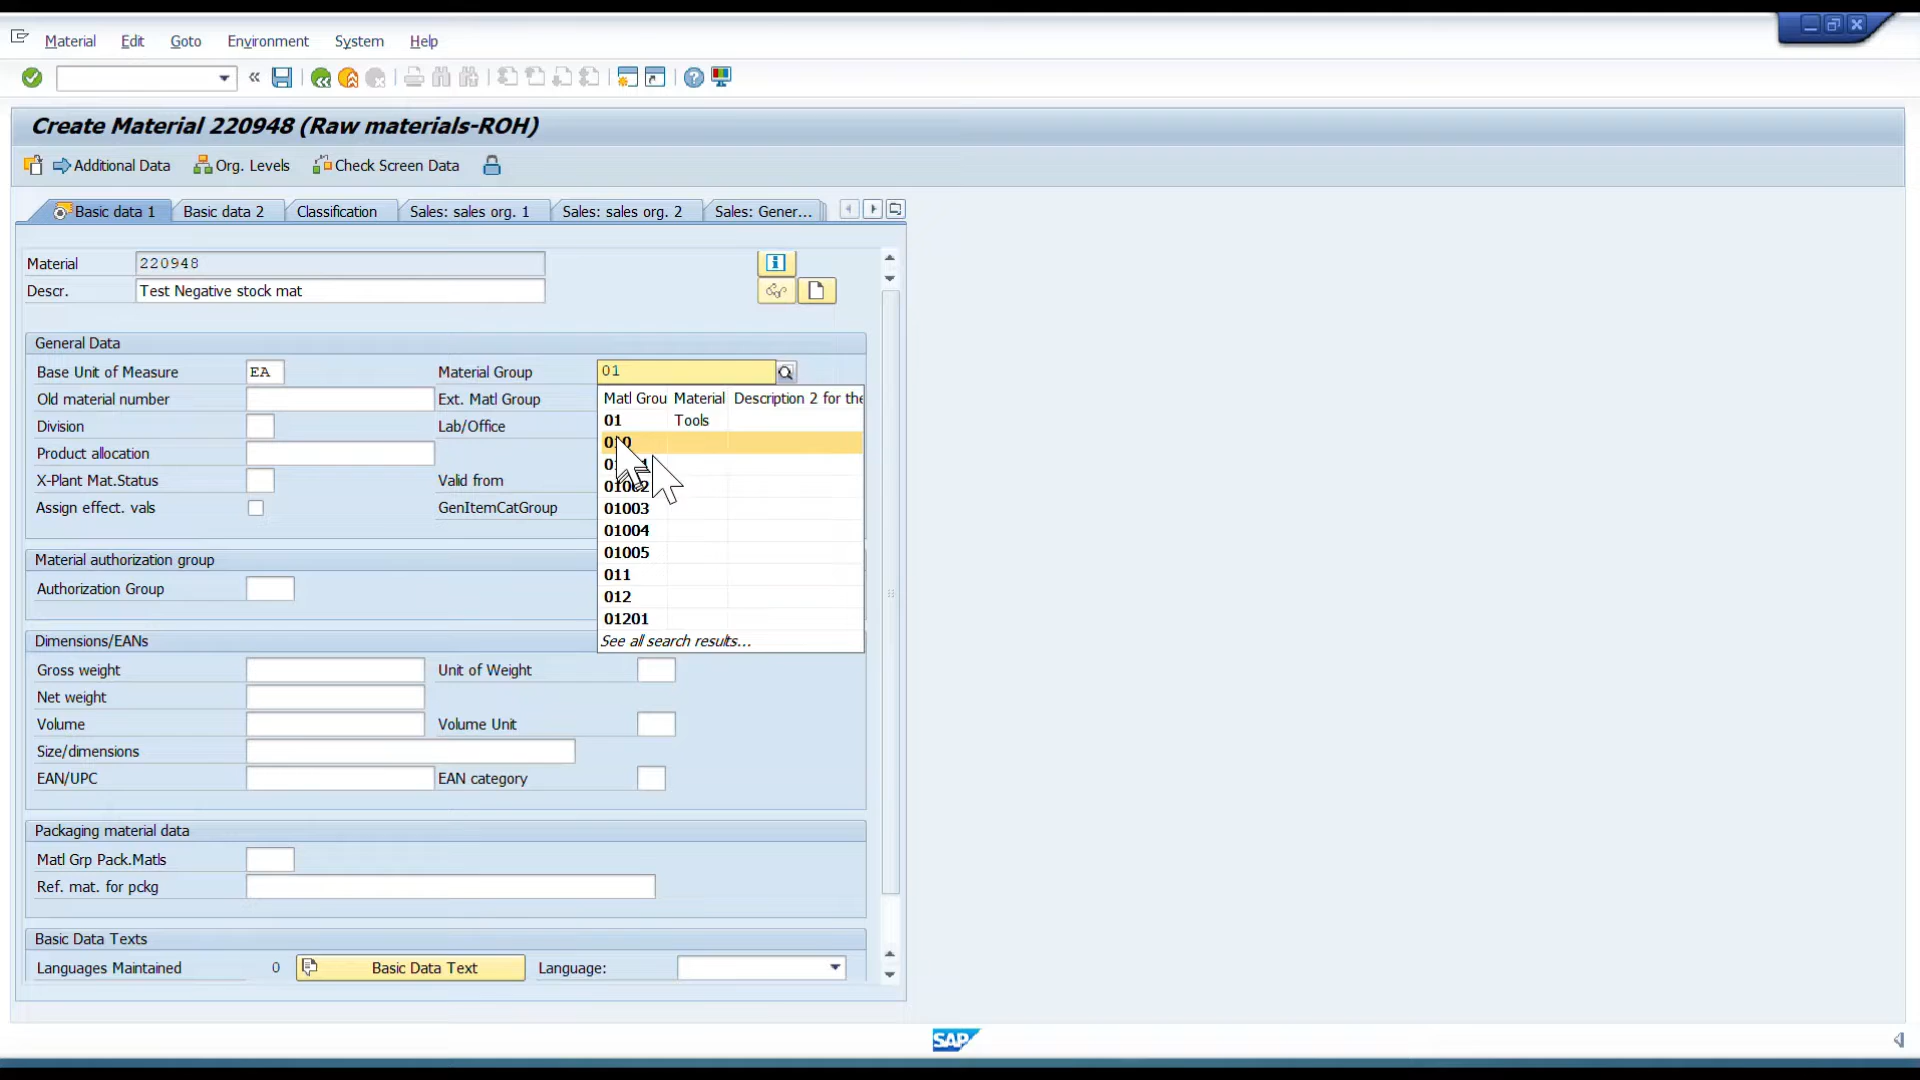 Material Edit Goto Environment System Help
Create Material 220948 (Raw materials-ROH)
Additional Data Org. Levels Check Screen Data
Basic data 1 Basic data 2 Classification Sales: sales org. 1 Sales: sales org. 2 Sales: Gener...
Material 220948
Descr. Test Negative stock mat
General Data
Base Unit of Measure EA Material Group 01
Old material number Ext. Matl Group
Division Lab/Office
Product allocation
X-Plant Mat.Status Valid from
Assign effect. vals GenItemCatGroup
Matl Grou Material Description 2 for the
01 Tools
010
01002
01003
01004
01005
011
012
01201
See all search results...
Material authorization group
Authorization Group
Dimensions/EANs
Gross weight Unit of Weight
Net weight
Volume Volume Unit
Size/dimensions
EAN/UPC EAN category
Packaging material data
Matl Grp Pack.Matls
Ref. mat. for pckg
Basic Data Texts
Languages Maintained 0 Basic Data Text Language:
SAP